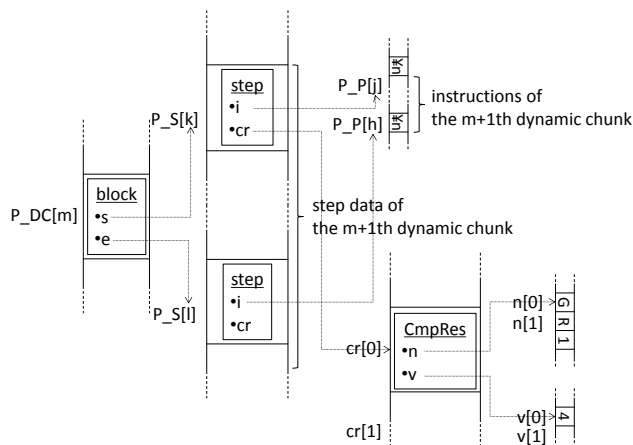 P_DC[m]
block
•s
•e
P_S[k]
P_S[l]
step
•i
•cr
step
•i
•cr
P_P[j]
P_P[h]
instructions of
the m+1th dynamic chunk
step data of
the m+1th dynamic chunk
cr[0]
cr[1]
CmpRes
•n
•v
n[0]
n[1]
G
R
1
v[0]
v[1]
4